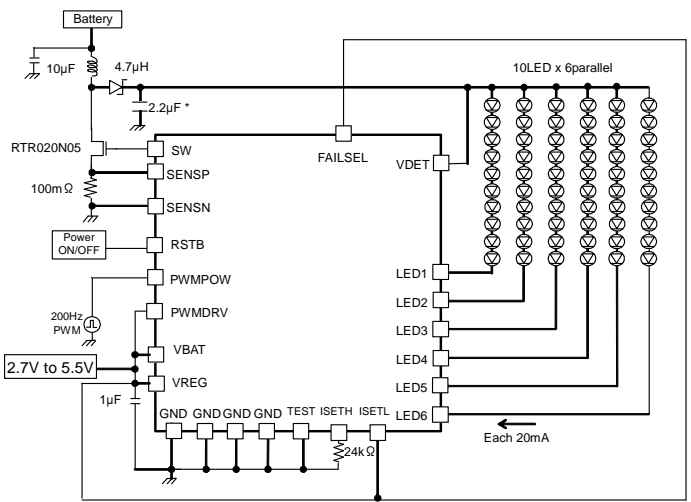 Battery
10μF
4.7μH
10LED x 6parallel
2.2μF *
RTR020N05
SW
FAILSEL
VDET
SENSP
100mΩ
SENSN
Power
ON/OFF
RSTB
LED1
PWMPOW
LED2
200Hz
PWM
PWMDRV
LED3
VBAT
LED4
2.7V to 5.5V
VREG
LED5
1μF
GND GND GND GND TEST ISETH ISETL
LED6
24kΩ
Each 20mA